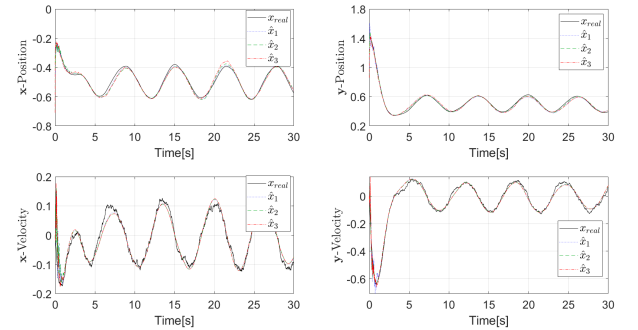 0
-0.2
-0.4
-0.6
-0.8
x-Position
0 5 10 15 20 25 30
Time[s]
x_real
x̂_1
x̂_2
x̂_3
1.8
1.4
1
0.6
0.2
y-Position
0 5 10 15 20 25 30
Time[s]
x_real
x̂_1
x̂_2
x̂_3
0.2
0.1
0
-0.1
-0.2
x-Velocity
0 5 10 15 20 25 30
Time[s]
x_real
x̂_1
x̂_2
x̂_3
0
-0.2
-0.4
-0.6
y-Velocity
0 5 10 15 20 25 30
Time[s]
x_real
x̂_1
x̂_2
x̂_3